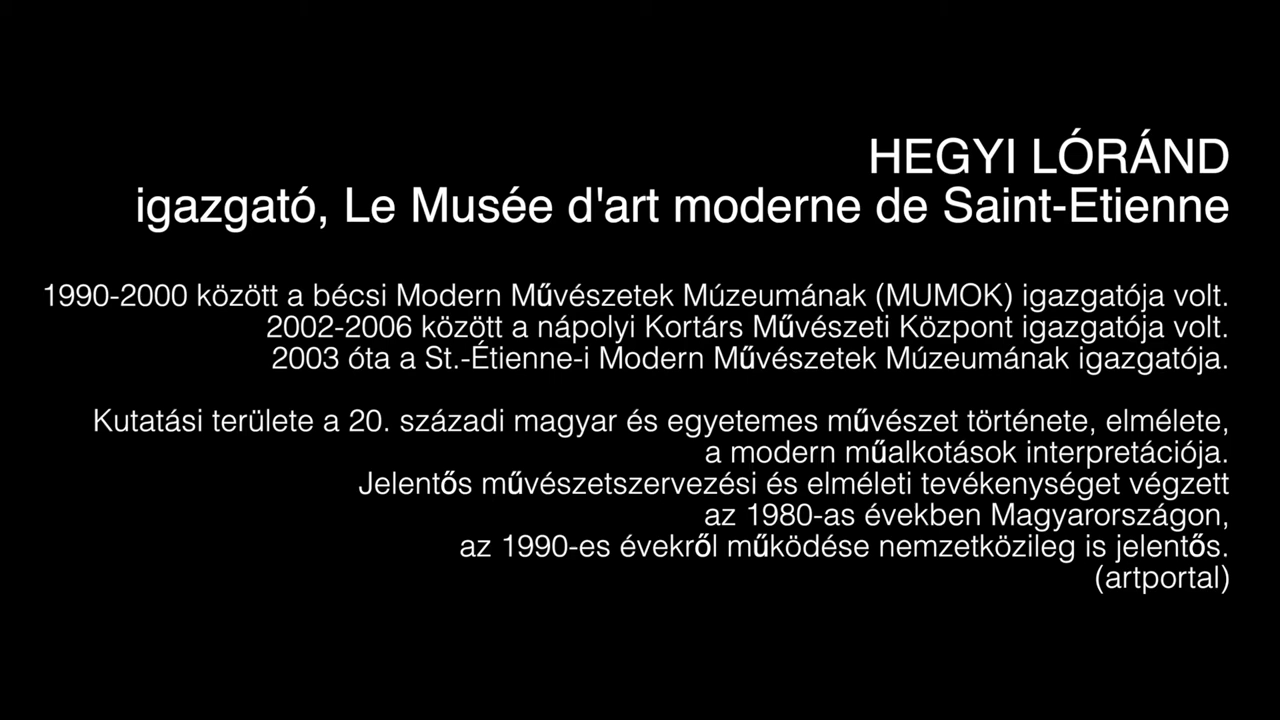 HEGYI LÓRÁND
igazgató, Le Musée d'art moderne de Saint-Etienne
1990-2000 között a bécsi Modern Művészetek Múzeumának (MUMOK) igazgatója volt.
2002-2006 között a nápolyi Kortárs Művészeti Központ igazgatója volt.
2003 óta a St.-Étienne-i Modern Művészetek Múzeumának igazgatója.
Kutatási területe a 20. századi magyar és egyetemes művészet története, elmélete,
a modern műalkotások interpretációja.
Jelentős művészetszervezési és elméleti tevékenységet végzett
az 1980-as években Magyarországon,
az 1990-es évekről működése nemzetközileg is jelentős.
(artportal)